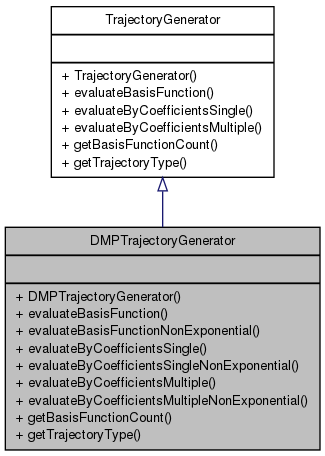 TrajectoryGenerator
+ TrajectoryGenerator()
+ evaluateBasisFunction()
+ evaluateByCoefficientsSingle()
+ evaluateByCoefficientsMultiple()
+ getBasisFunctionCount()
+ getTrajectoryType()
DMPTrajectoryGenerator
+ DMPTrajectoryGenerator()
+ evaluateBasisFunction()
+ evaluateBasisFunctionNonExponential()
+ evaluateByCoefficientsSingle()
+ evaluateByCoefficientsSingleNonExponential()
+ evaluateByCoefficientsMultiple()
+ evaluateByCoefficientsMultipleNonExponential()
+ getBasisFunctionCount()
+ getTrajectoryType()